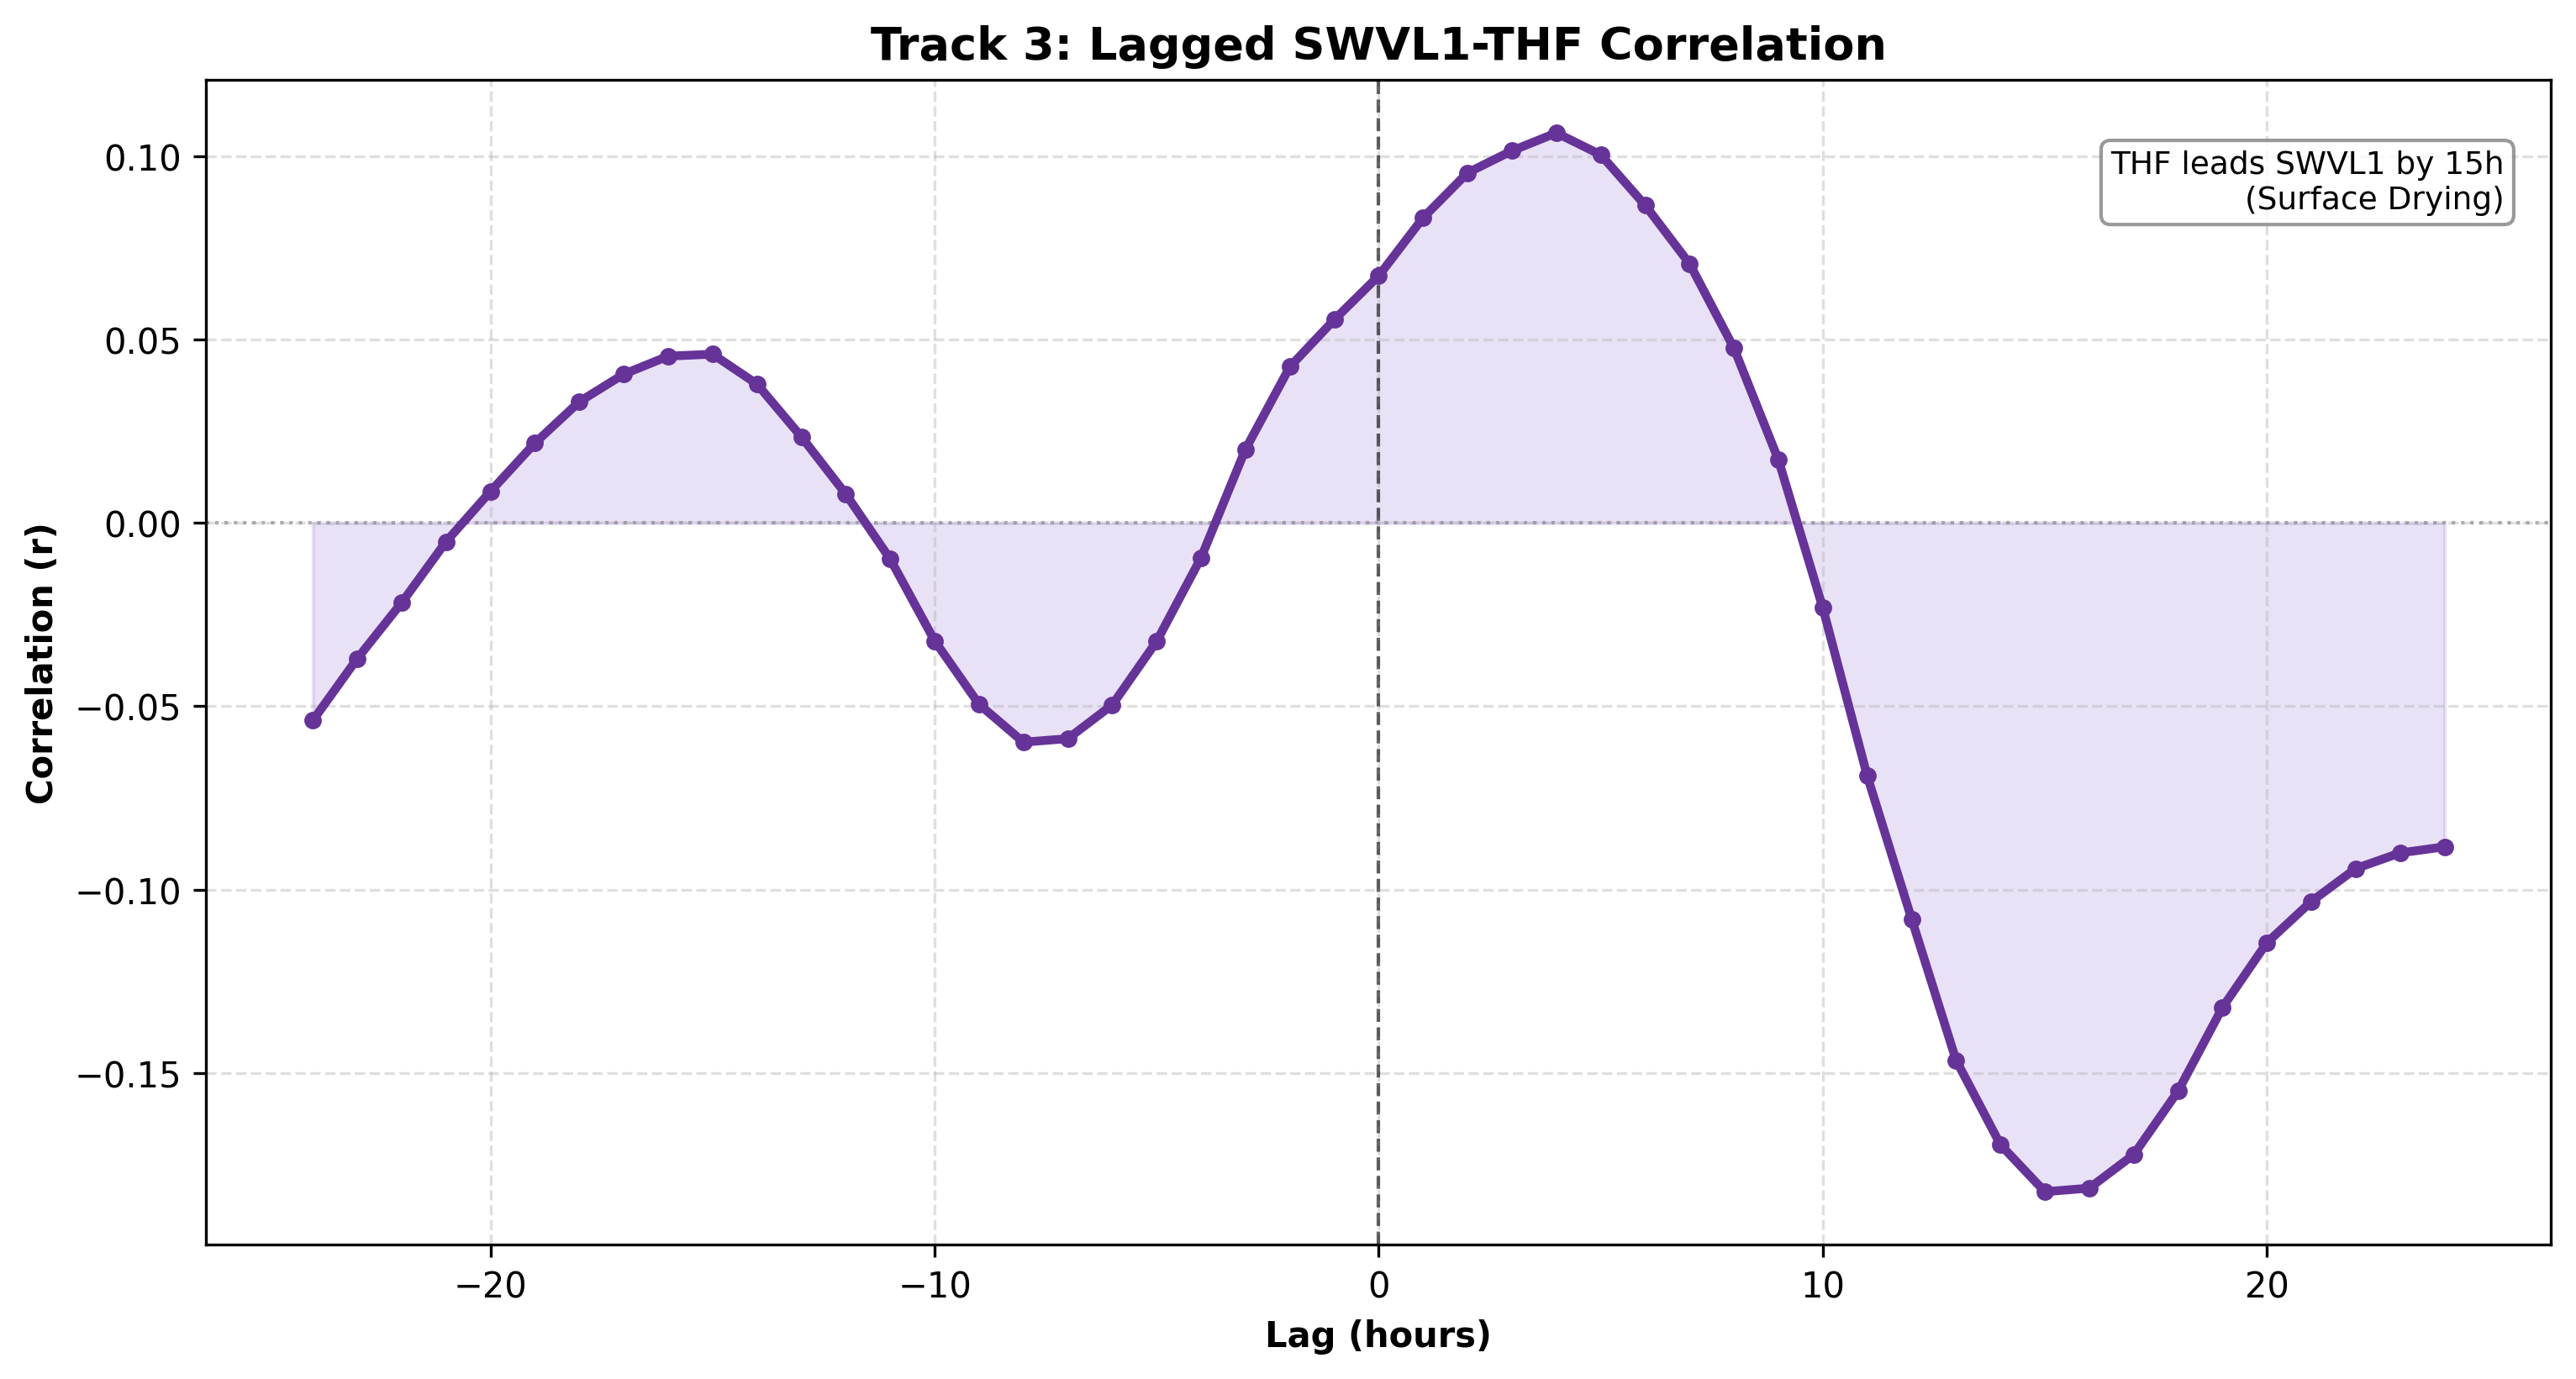 Track 3: Lagged SWVL1-THF Correlation
THF leads SWVL1 by 15h
(Surface Drying)
Correlation (r)
0.10
0.05
0.00
−0.05
−0.10
−0.15
−20
−10
0
10
20
Lag (hours)